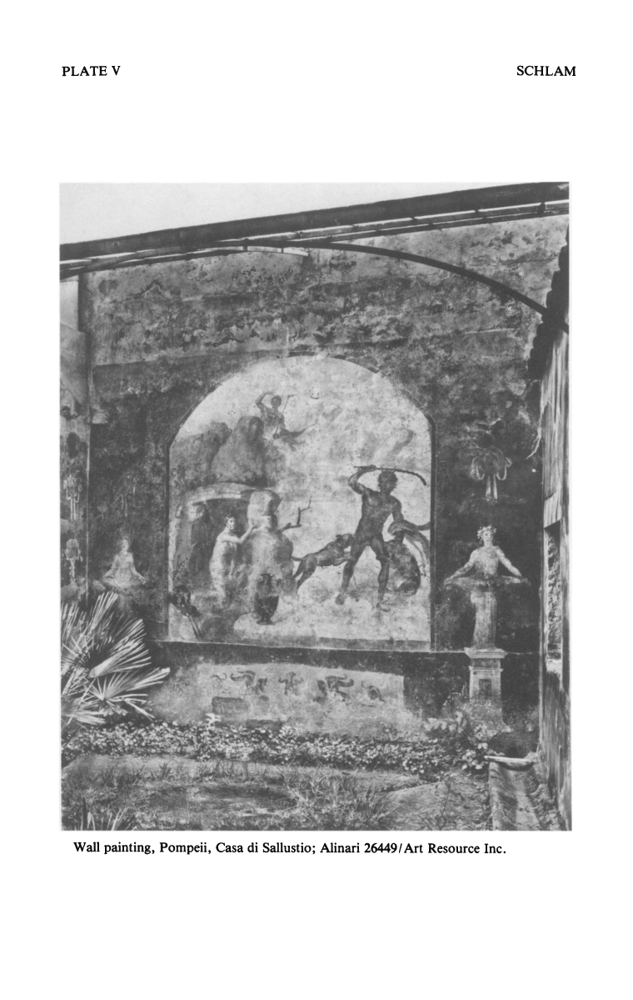 PLATE V
SCHLAM
Wall painting, Pompeii, Casa di Sallustio; Alinari 26449/Art Resource Inc.